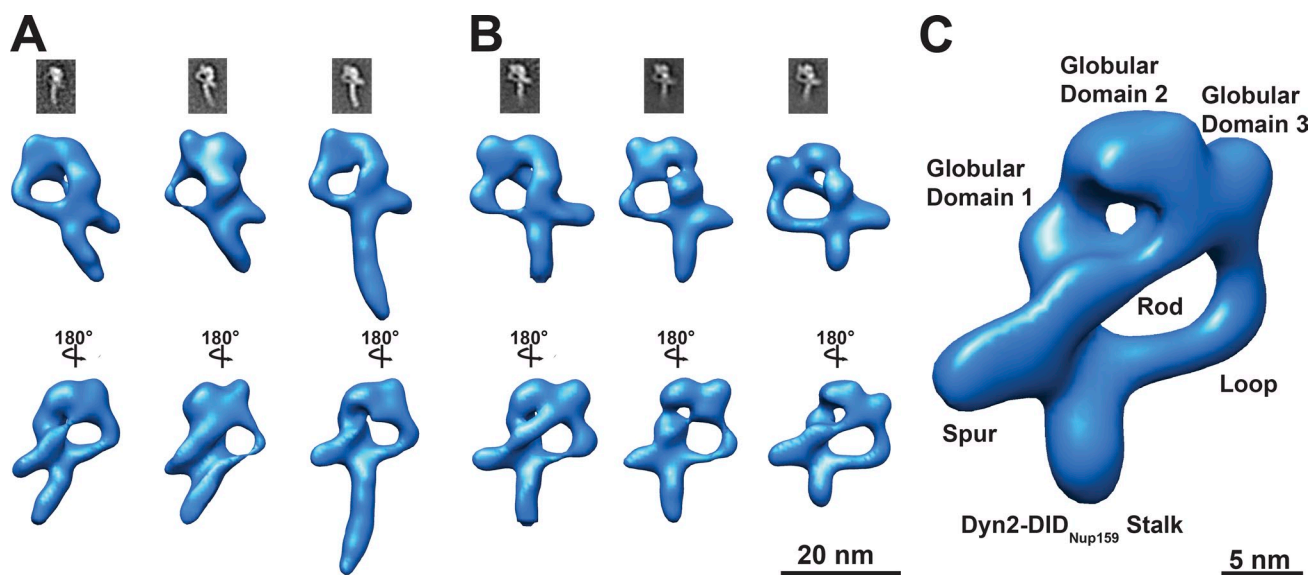 A
B
C
180°
180°
180°
180°
180°
180°
20 nm
Globular
Domain 2
Globular
Domain 3
Globular
Domain 1
Rod
Loop
Spur
Dyn2-DIDNup159 Stalk
5 nm